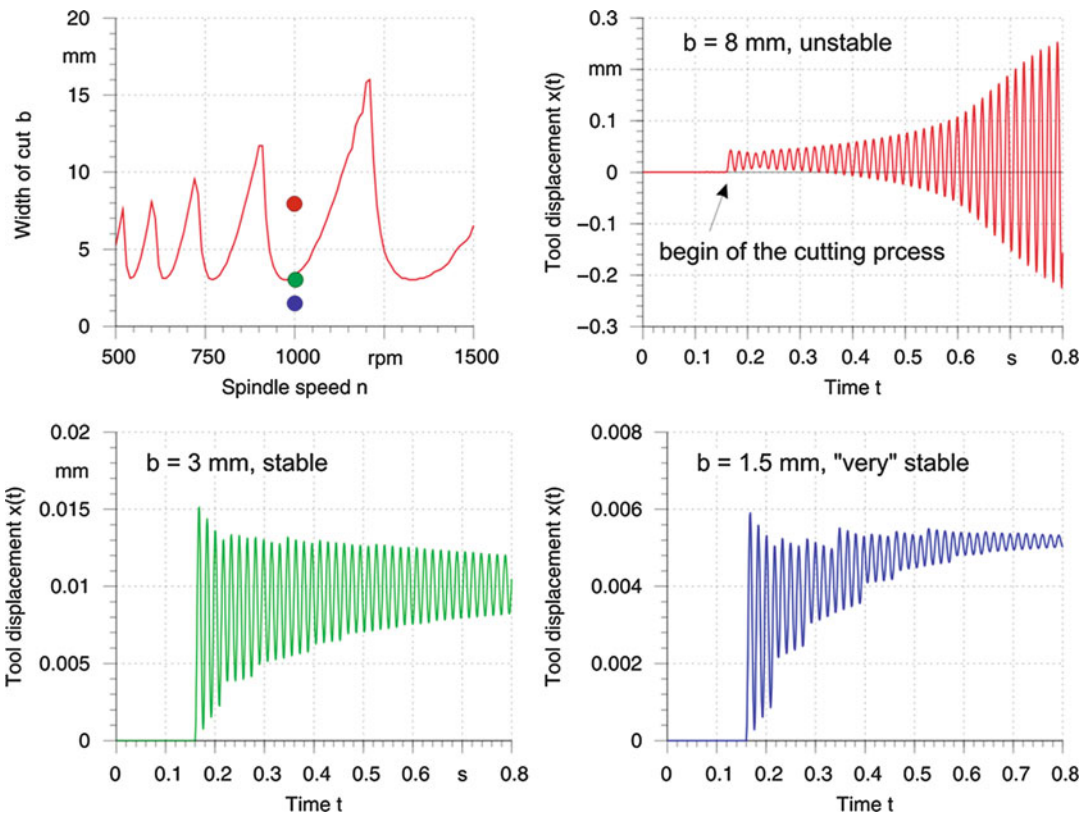 20
mm
15
10
5
0
Width of cut b
500 750 1000 rpm 1500
Spindle speed n
0.3
mm
0.1
0
−0.1
−0.2
−0.3
Tool displacement x(t)
b = 8 mm, unstable
begin of the cutting prcess
0 0.1 0.2 0.3 0.4 0.5 0.6 s 0.8
Time t
0.02
mm
0.015
0.01
0.005
0
Tool displacement x(t)
b = 3 mm, stable
0 0.1 0.2 0.3 0.4 0.5 0.6 s 0.8
Time t
0.008
0.006
0.004
0.002
0
Tool displacement x(t)
b = 1.5 mm, "very" stable
0 0.1 0.2 0.3 0.4 0.5 0.6 0.7 0.8
Time t